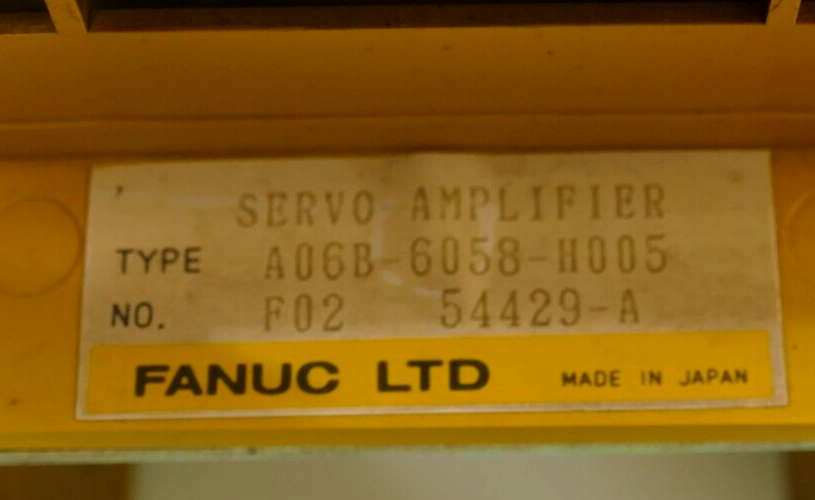 SERVO AMPLIFIER
TYPE A06B-6058-H005
NO. F02 54429-A
FANUC LTD MADE IN JAPAN